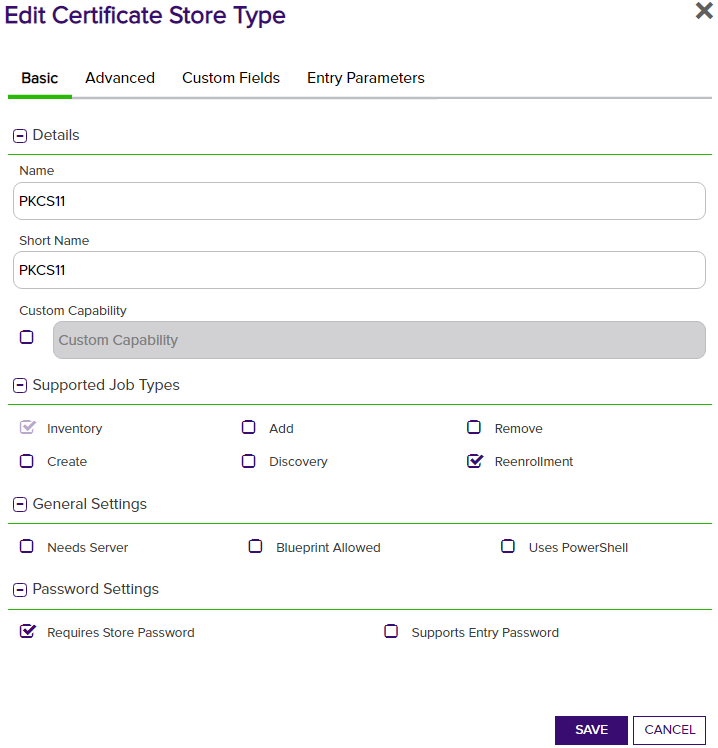 Edit Certificate Store Type
Basic Advanced Custom Fields Entry Parameters
Details
Name
PKCS11
Short Name
PKCS11
Custom Capability
Custom Capability
Supported Job Types
Inventory Add Remove
Create Discovery Reenrollment
General Settings
Needs Server Blueprint Allowed Uses PowerShell
Password Settings
Requires Store Password Supports Entry Password
SAVE CANCEL